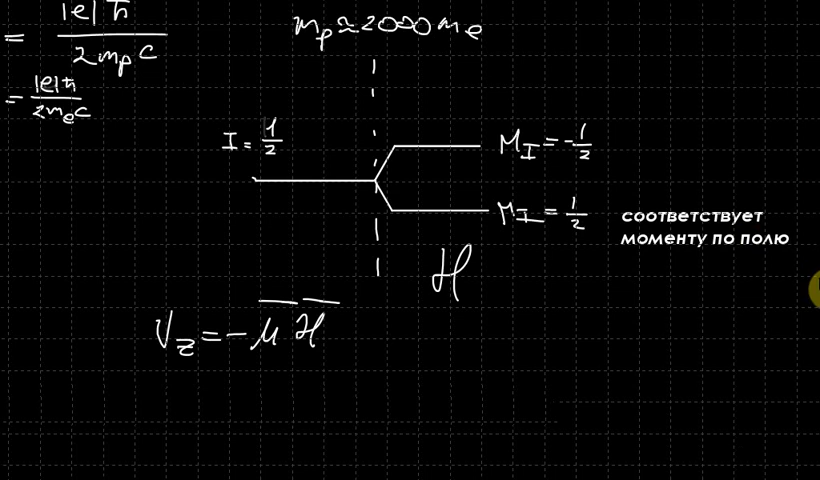 = |e|ħ / 2m_p c
m_p ≈ 2000 m_e
= |e|ħ / 2m_e c
I = 1/2
M_I = -1/2
M_I = 1/2
соответствует
моменту по полю
H
V_z = - μ H